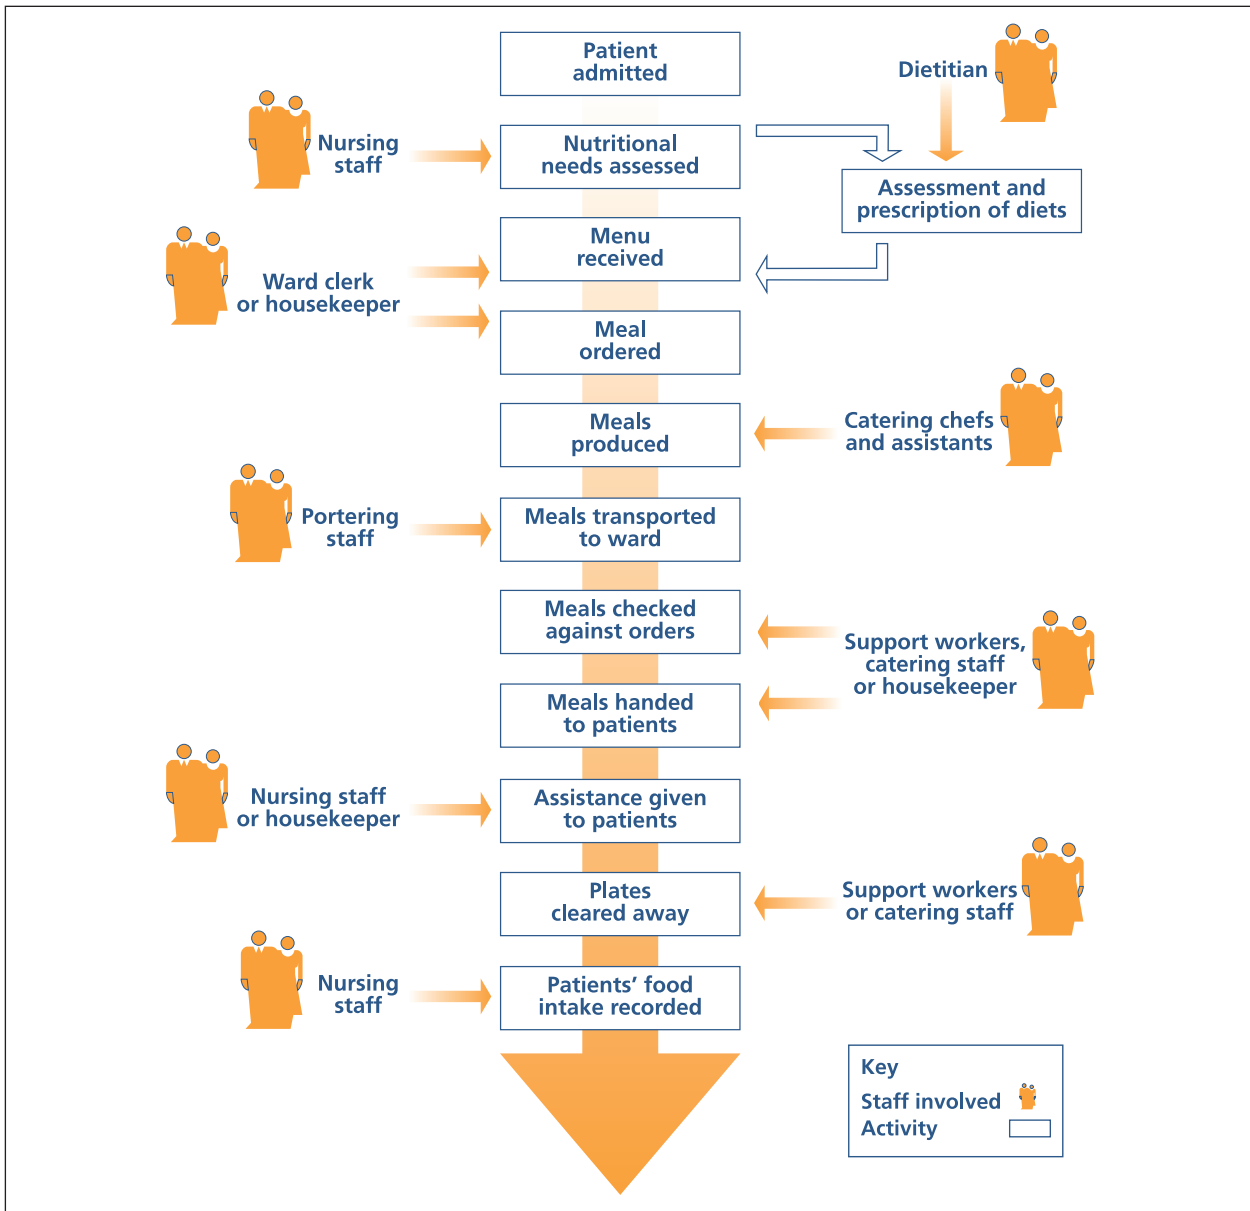 Patient
admitted
Dietitian
Nursing
staff
Nutritional
needs assessed
Assessment and
prescription of diets
Menu
received
Ward clerk
or housekeeper
Meal
ordered
Meals
produced
Catering chefs
and assistants
Portering
staff
Meals transported
to ward
Meals checked
against orders
Support workers,
catering staff
or housekeeper
Meals handed
to patients
Nursing staff
or housekeeper
Assistance given
to patients
Plates
cleared away
Support workers
or catering staff
Nursing
staff
Patients’ food
intake recorded
Key
Staff involved
Activity